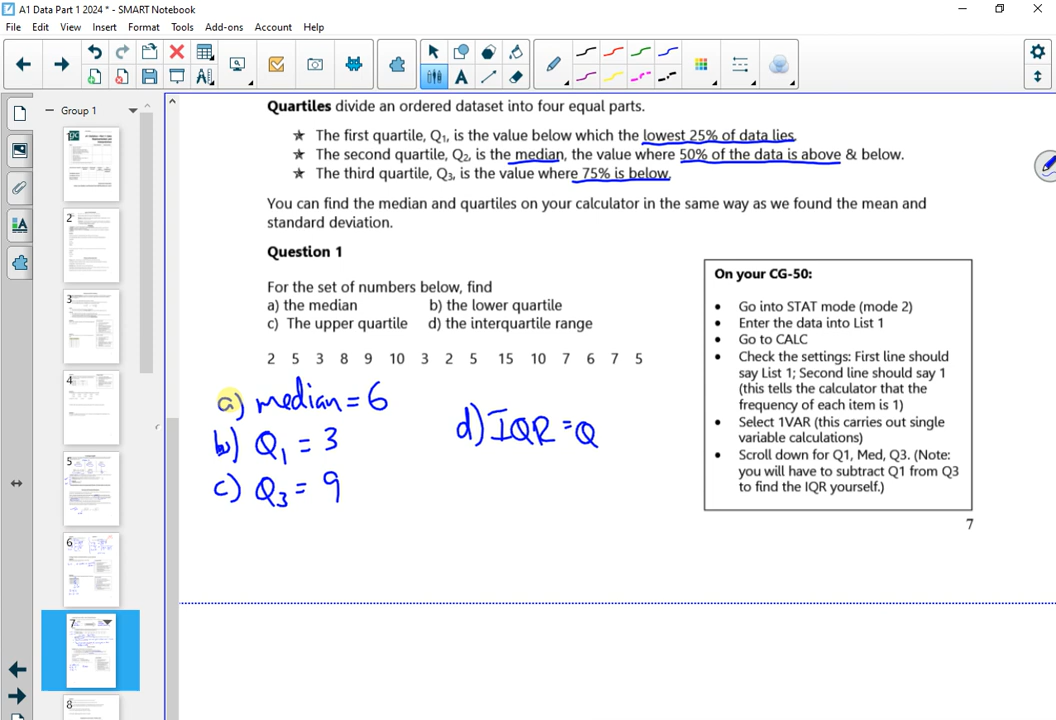 A1 Data Part 1 2024 * - SMART Notebook
File Edit View Insert Format Tools Add-ons Account Help
Group 1
Quartiles divide an ordered dataset into four equal parts.
★ The first quartile, Q1, is the value below which the lowest 25% of data lies.
★ The second quartile, Q2, is the median, the value where 50% of the data is above & below.
★ The third quartile, Q3, is the value where 75% is below.
You can find the median and quartiles on your calculator in the same way as we found the mean and
standard deviation.
Question 1
For the set of numbers below, find
a) the median b) the lower quartile
c) The upper quartile d) the interquartile range
2 5 3 8 9 10 3 2 5 15 10 7 6 7 5
a) median = 6
b) Q1 = 3
c) Q3 = 9
d) IQR = Q
On your CG-50:
• Go into STAT mode (mode 2)
• Enter the data into List 1
• Go to CALC
• Check the settings: First line should
say List 1; Second line should say 1
(this tells the calculator that the
frequency of each item is 1)
• Select 1VAR (this carries out single
variable calculations)
• Scroll down for Q1, Med, Q3. (Note:
you will have to subtract Q1 from Q3
to find the IQR yourself.)
7
2
3
4
5
6
7
8